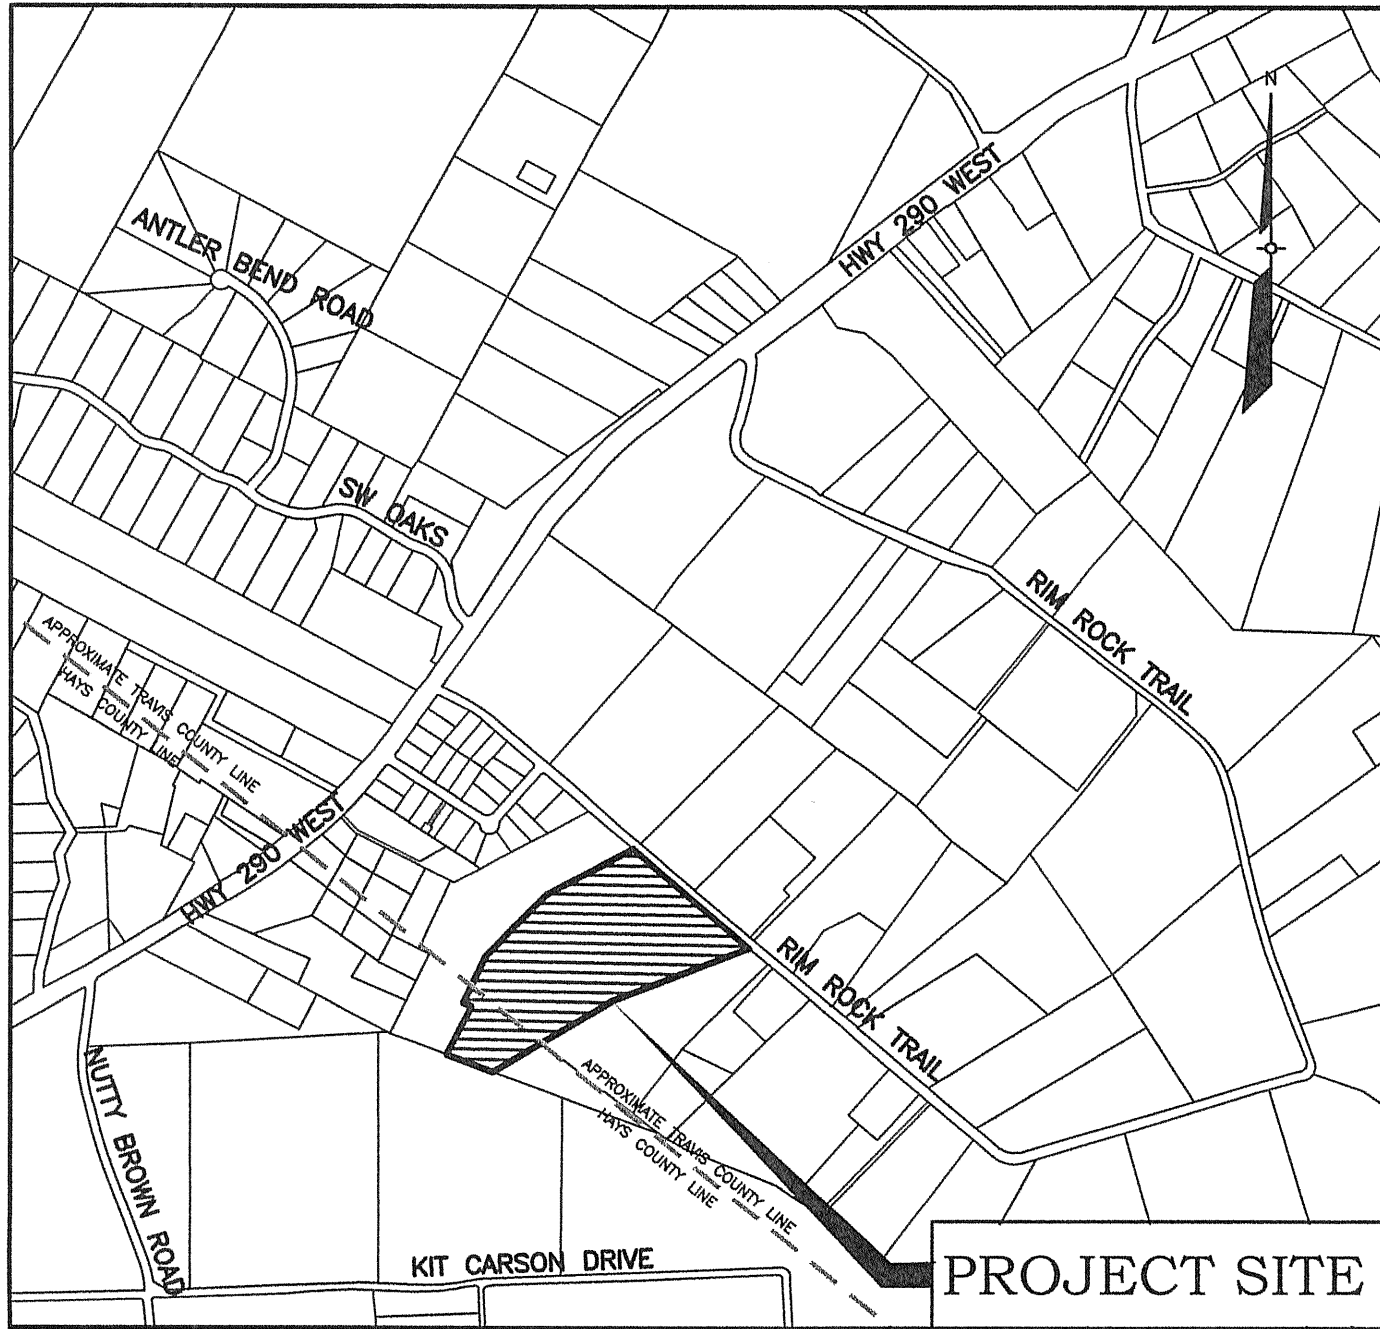 N
HWY 290 WEST
ANTLER BEND ROAD
SW OAKS
RIM ROCK TRAIL
APPROXIMATE TRAVIS COUNTY LINE
HAYS COUNTY LINE
HWY 290 WEST
RIM ROCK TRAIL
APPROXIMATE TRAVIS COUNTY LINE
HAYS COUNTY LINE
NUTTY BROWN ROAD
KIT CARSON DRIVE
PROJECT SITE